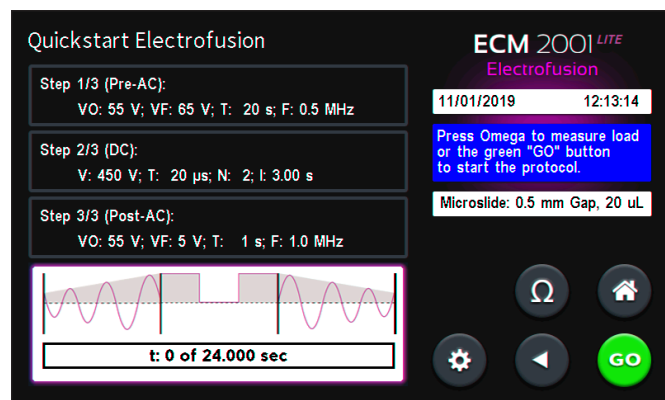 Quickstart Electrofusion
Step 1/3 (Pre-AC):
VO: 55 V; VF: 65 V; T: 20 s; F: 0.5 MHz
Step 2/3 (DC):
V: 450 V; T: 20 µs; N: 2; I: 3.00 s
Step 3/3 (Post-AC):
VO: 55 V; VF: 5 V; T: 1 s; F: 1.0 MHz
t: 0 of 24.000 sec
ECM 2001 LITE
Electrofusion
11/01/2019 12:13:14
Press Omega to measure load
or the green "GO" button
to start the protocol.
Microslide: 0.5 mm Gap, 20 uL
Ω
GO